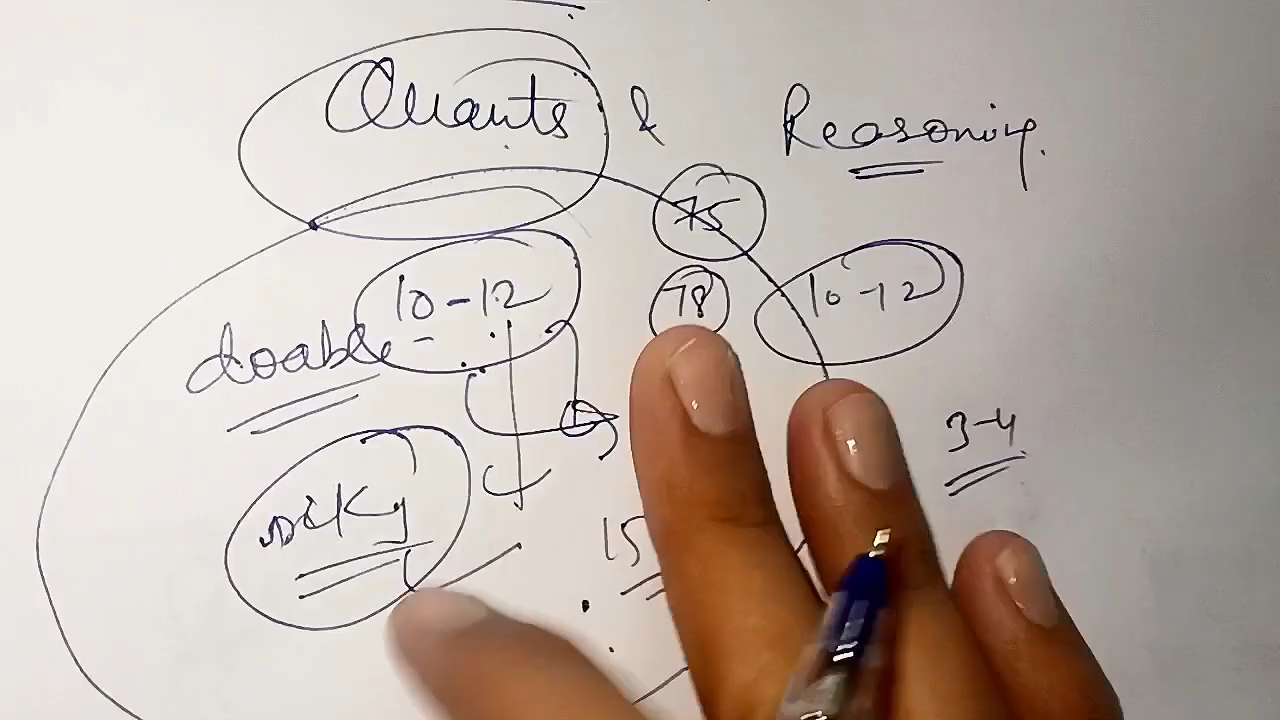 Quants & Reasoning.
75
10-12 78 10-12
doable
3-4
15